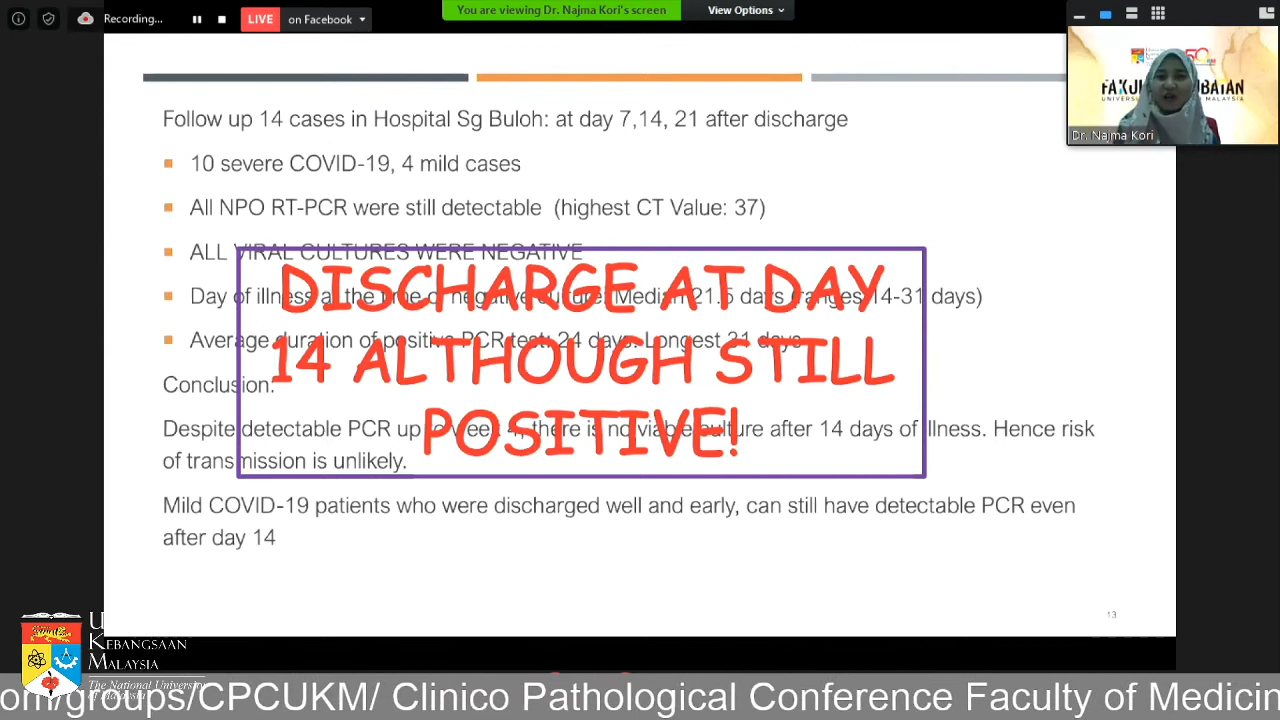 Recording...
LIVE on Facebook
You are viewing Dr. Najma Kori's screen
View Options
Dr. Najma Kori
Follow up 14 cases in Hospital Sg Buloh: at day 7,14, 21 after discharge
10 severe COVID-19, 4 mild cases
All NPO RT-PCR were still detectable (highest CT Value: 37)
ALL VIRAL CULTURES WERE NEGATIVE
Day of illness at the time of negative culture: Median 21.5 days (ranges 14-31 days)
Average duration of positive PCR test: 24 days. Longest 31 days
Conclusion:
Despite detectable PCR up to week 4, there is no viable culture after 14 days of illness. Hence risk
of transmission is unlikely.
Mild COVID-19 patients who were discharged well and early, can still have detectable PCR even
after day 14
DISCHARGE AT DAY
14 ALTHOUGH STILL
POSITIVE!
13
U
KEBANGSAAN
MALAYSIA
The National University
om/groups/CPCUKM/ Clinico Pathological Conference Faculty of Medicin